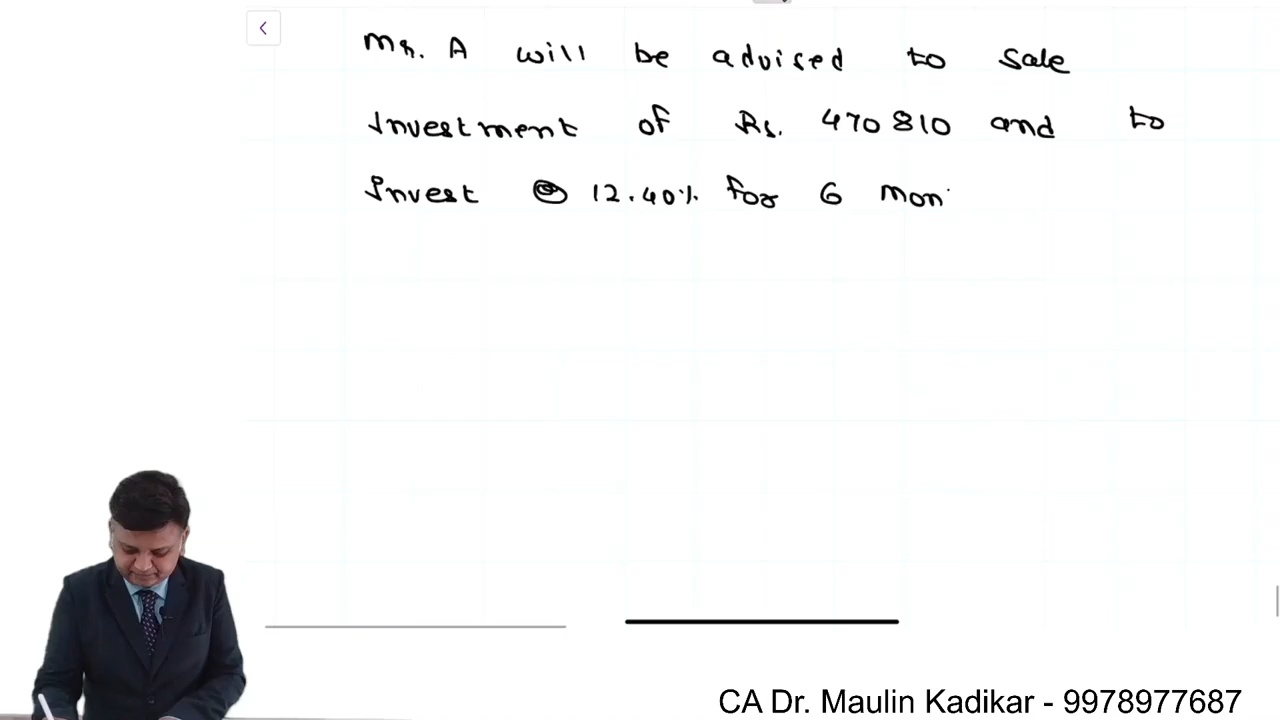 Mr. A will be advised to sale
Investment of Rs. 470810 and to
Invest @ 12.40% for 6 mon
CA Dr. Maulin Kadikar - 9978977687